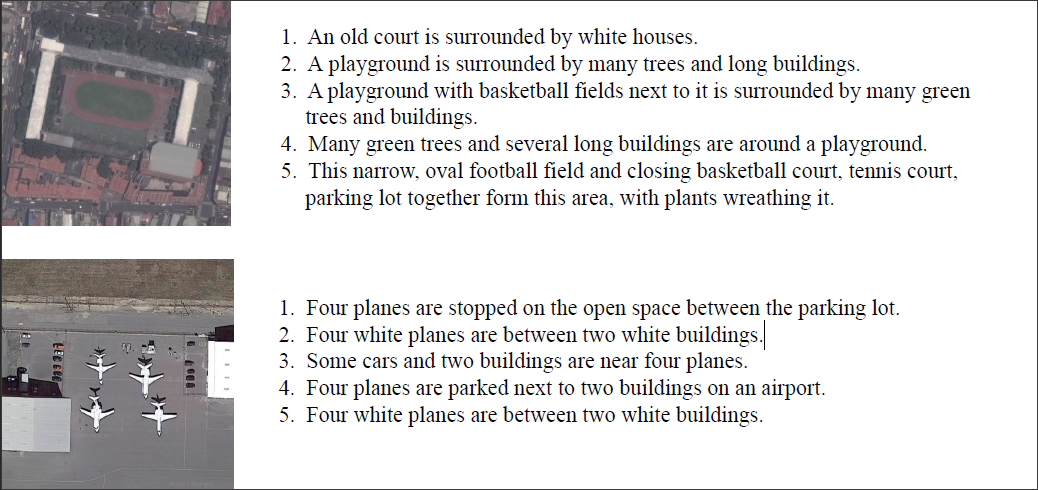 1. An old court is surrounded by white houses.
2. A playground is surrounded by many trees and long buildings.
3. A playground with basketball fields next to it is surrounded by many green
trees and buildings.
4. Many green trees and several long buildings are around a playground.
5. This narrow, oval football field and closing basketball court, tennis court,
parking lot together form this area, with plants wreathing it.
1. Four planes are stopped on the open space between the parking lot.
2. Four white planes are between two white buildings.
3. Some cars and two buildings are near four planes.
4. Four planes are parked next to two buildings on an airport.
5. Four white planes are between two white buildings.